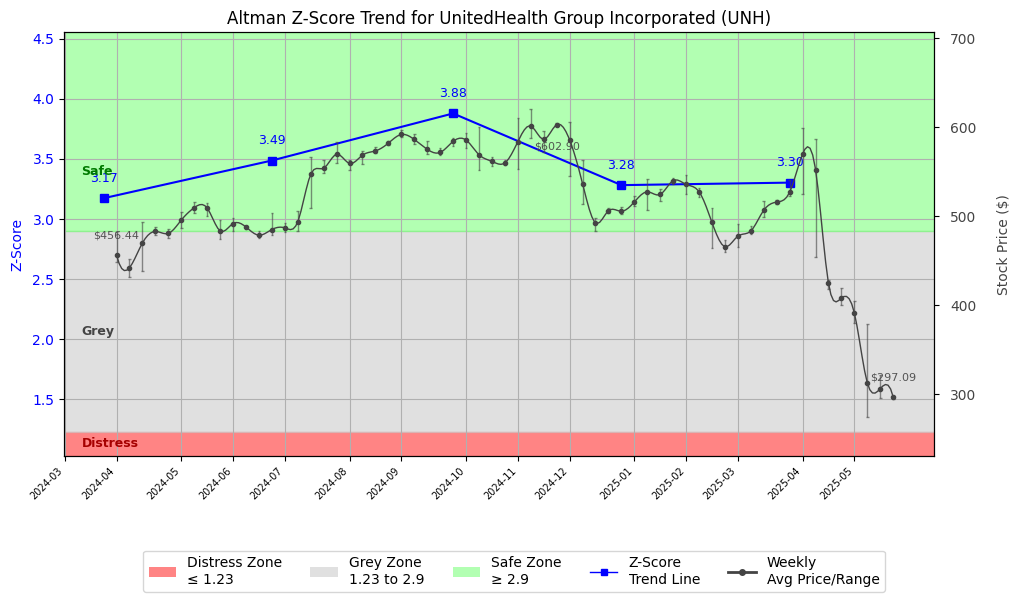 Altman Z-Score Trend for UnitedHealth Group Incorporated (UNH)
Z-Score
4.5
4.0
3.5
3.0
2.5
2.0
1.5
700
600
500
400
300
Stock Price ($)
3.17
3.49
3.88
3.28
3.30
Safe
Grey
Distress
$456.44
$602.90
$297.09
2024-03
2024-04
2024-05
2024-06
2024-07
2024-08
2024-09
2024-10
2024-11
2024-12
2025-01
2025-02
2025-03
2025-04
2025-05
Distress Zone
≤ 1.23
Grey Zone
1.23 to 2.9
Safe Zone
≥ 2.9
Z-Score
Trend Line
Weekly
Avg Price/Range